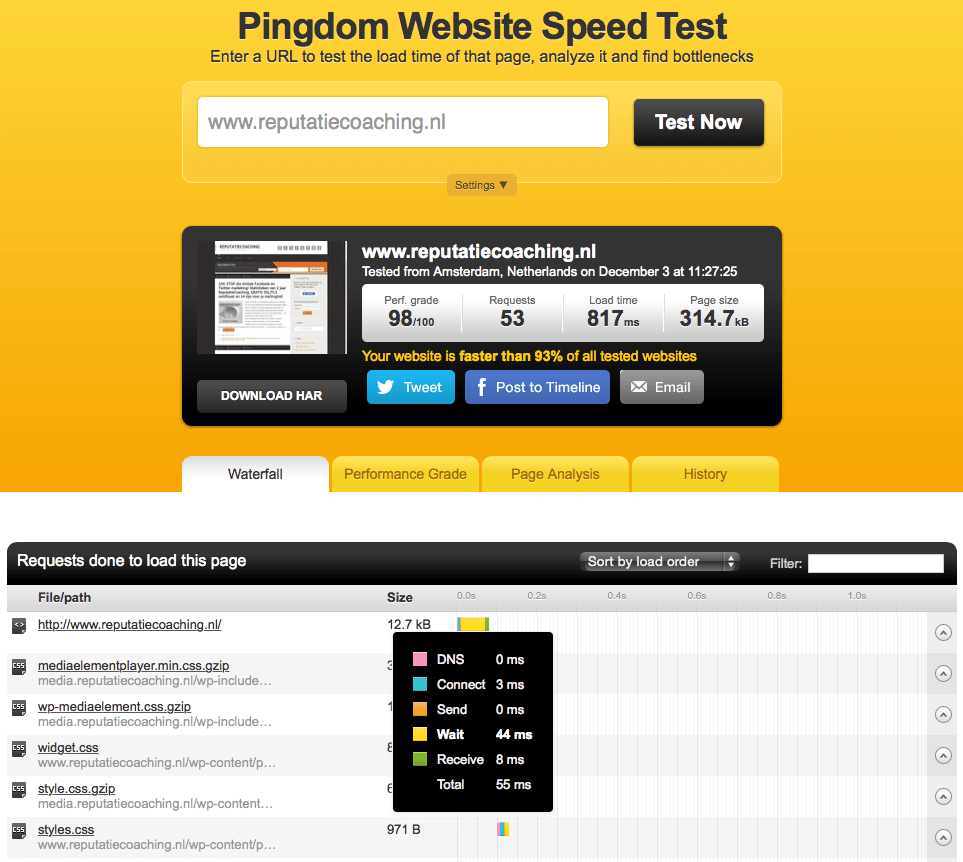 Pingdom Website Speed Test
Enter a URL to test the load time of that page, analyze it and find bottlenecks
www.reputatiecoaching.nl
Test Now
Settings ▼
REPUTATIECOACHING
www.reputatiecoaching.nl
Tested from Amsterdam, Netherlands on December 3 at 11:27:25
Perf. grade Requests Load time Page size
98/100 53 817ms 314.7kB
Your website is faster than 93% of all tested websites
DOWNLOAD HAR
Tweet
Post to Timeline
Email
Waterfall Performance Grade Page Analysis History
Requests done to load this page
Sort by load order
Filter:
File/path Size 0.0s 0.2s 0.4s 0.6s 0.8s 1.0s
http://www.reputatiecoaching.nl/ 12.7 kB
DNS 0 ms
Connect 3 ms
Send 0 ms
Wait 44 ms
Receive 8 ms
Total 55 ms
CSS mediaelementplayer.min.css.gzip
media.reputatiecoaching.nl/wp-include…
CSS wp-mediaelement.css.gzip
media.reputatiecoaching.nl/wp-include…
CSS widget.css
www.reputatiecoaching.nl/wp-content/p…
CSS style.css.gzip
media.reputatiecoaching.nl/wp-content…
CSS styles.css 971 B
www.reputatiecoaching.nl/wp-content/p…